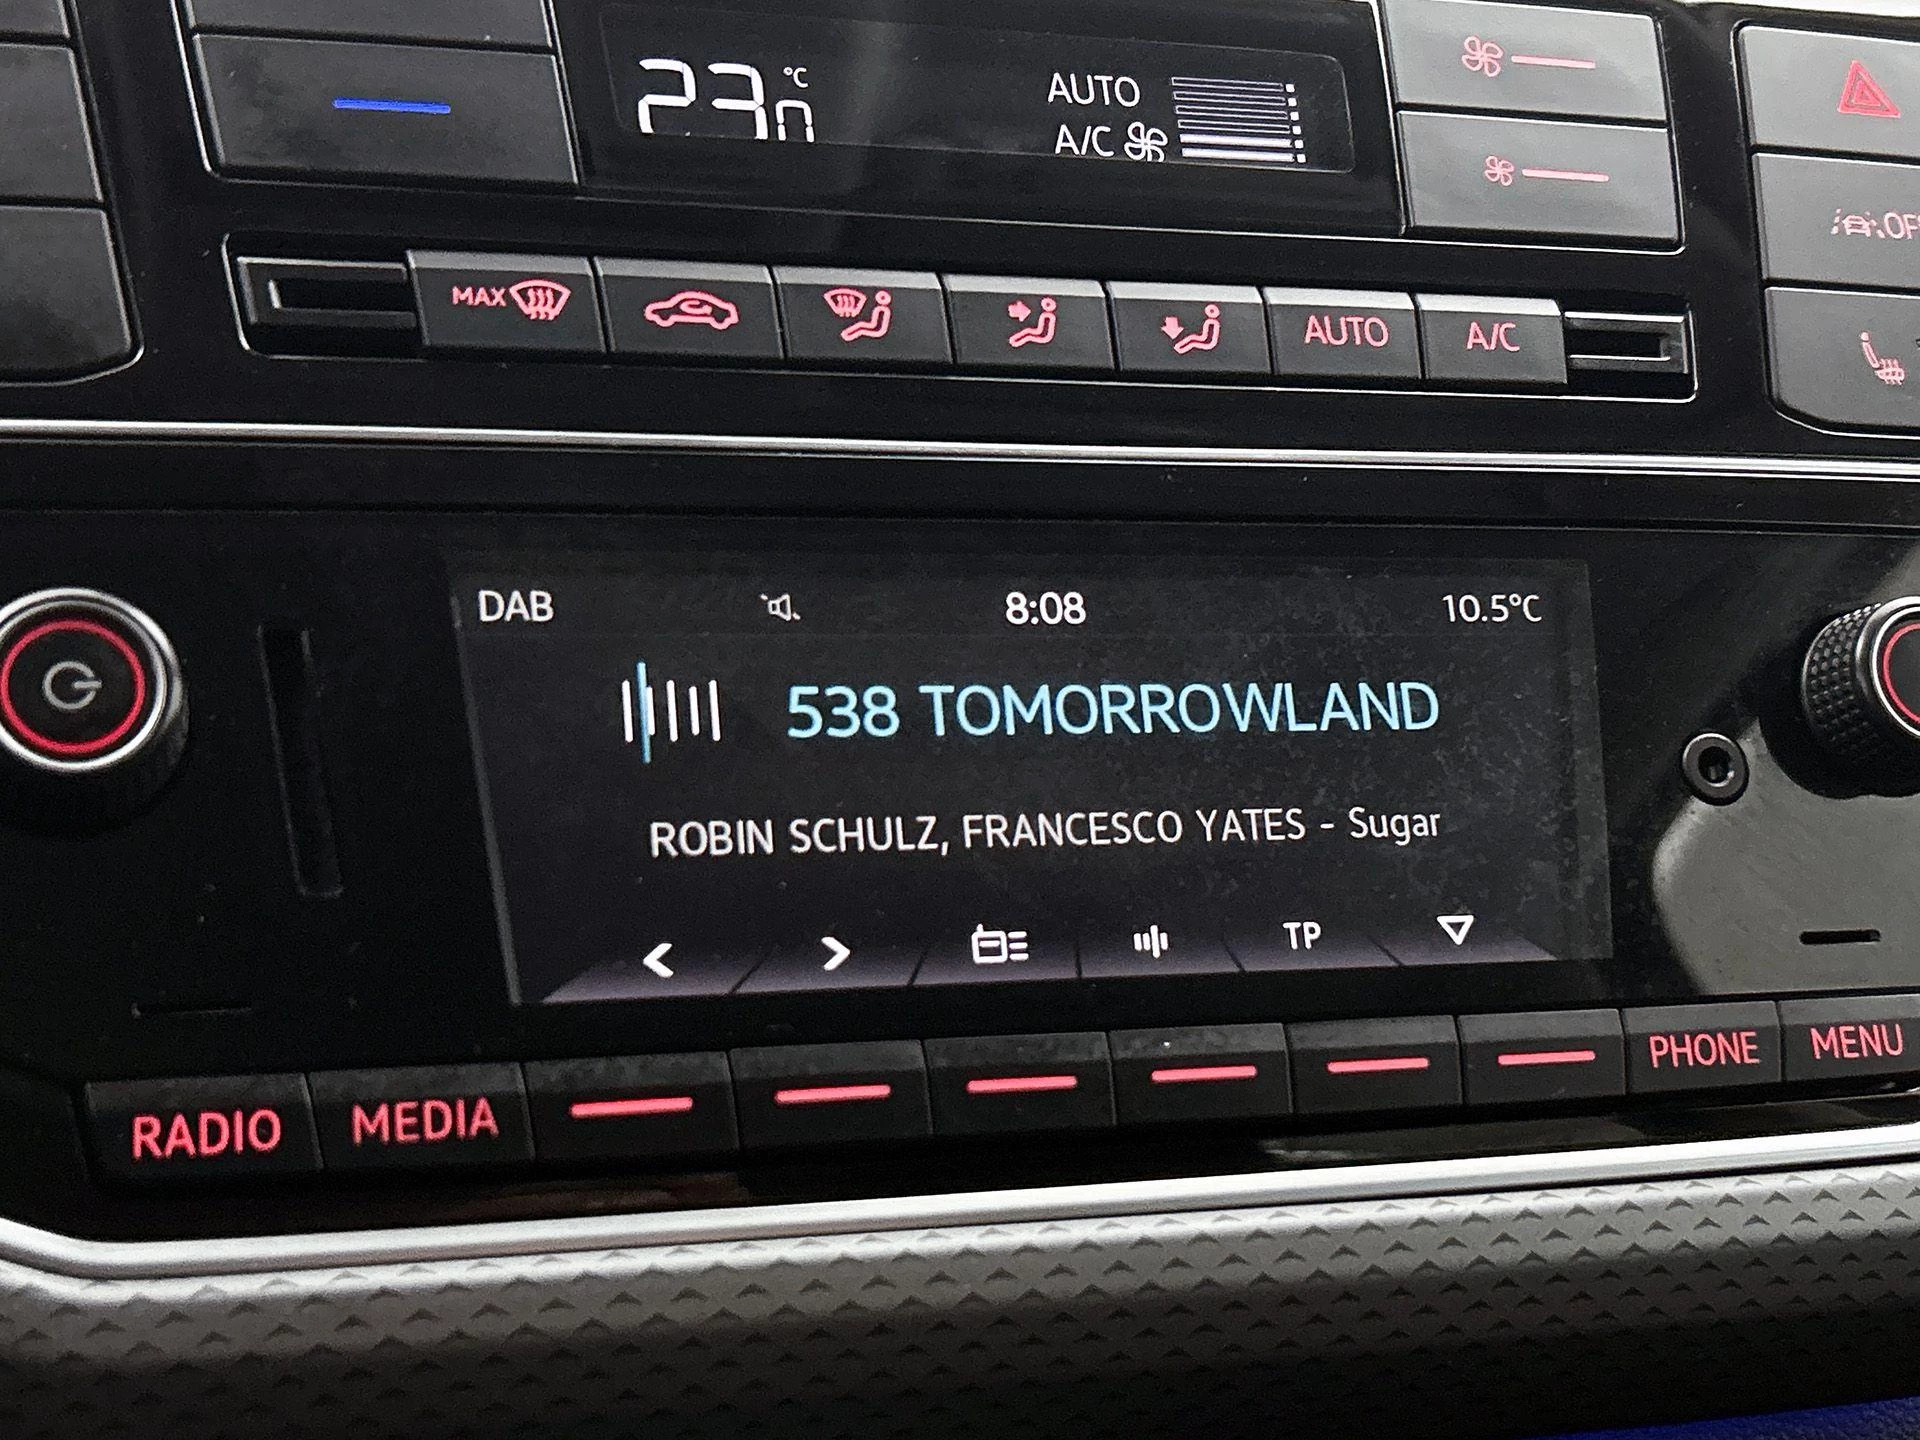 23.0 °C
AUTO
A/C
OFF
MAX
AUTO
A/C
DAB
8:08
10.5°C
538 TOMORROWLAND
ROBIN SCHULZ, FRANCESCO YATES - Sugar
TP
RADIO
MEDIA
PHONE
MENU